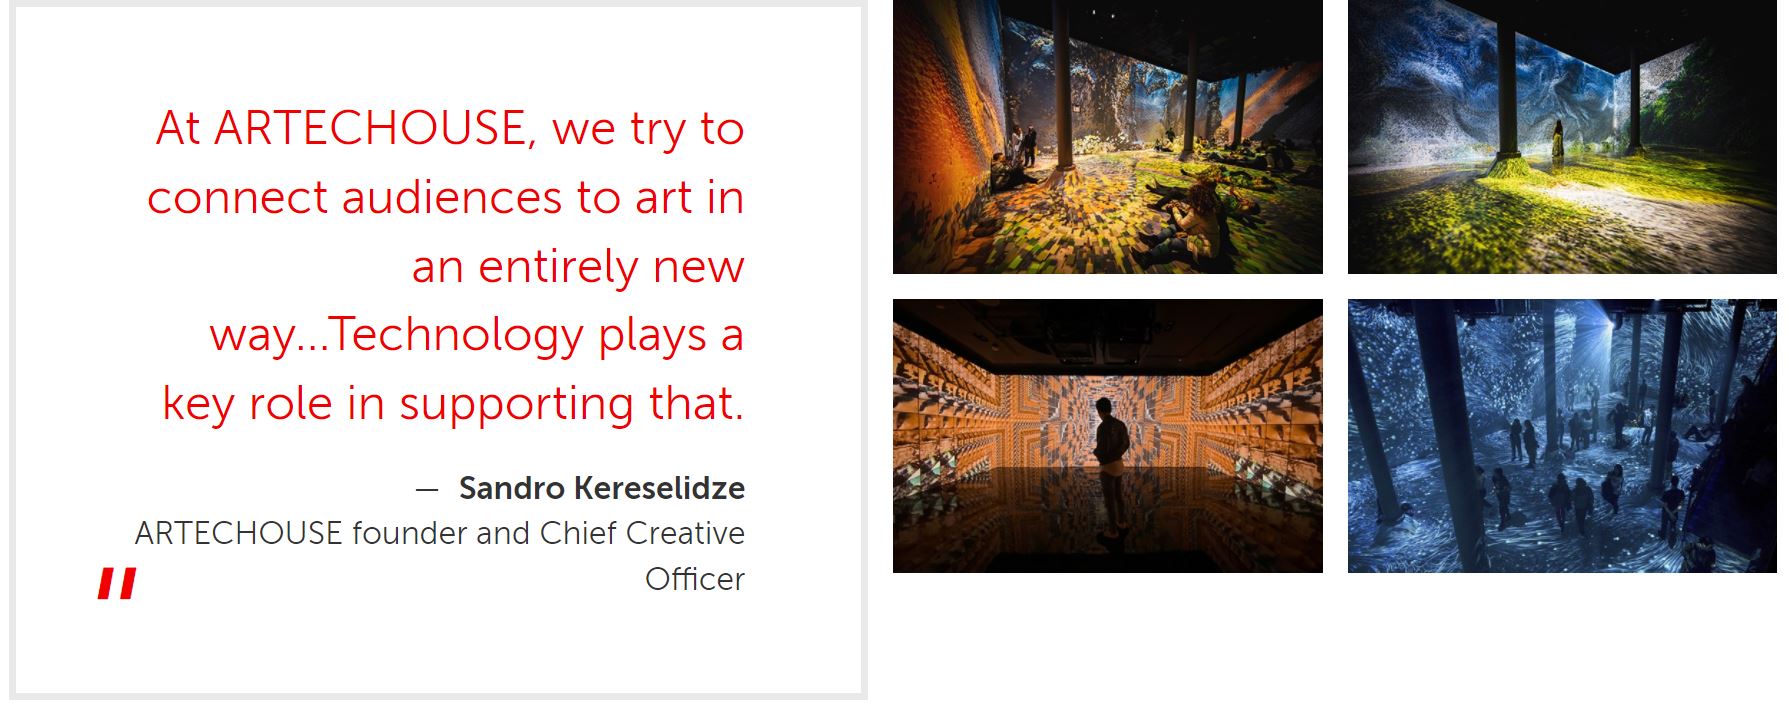 At ARTECHOUSE, we try to
connect audiences to art in
an entirely new
way...Technology plays a
key role in supporting that.
— Sandro Kereselidze
ARTECHOUSE founder and Chief Creative
Officer
"